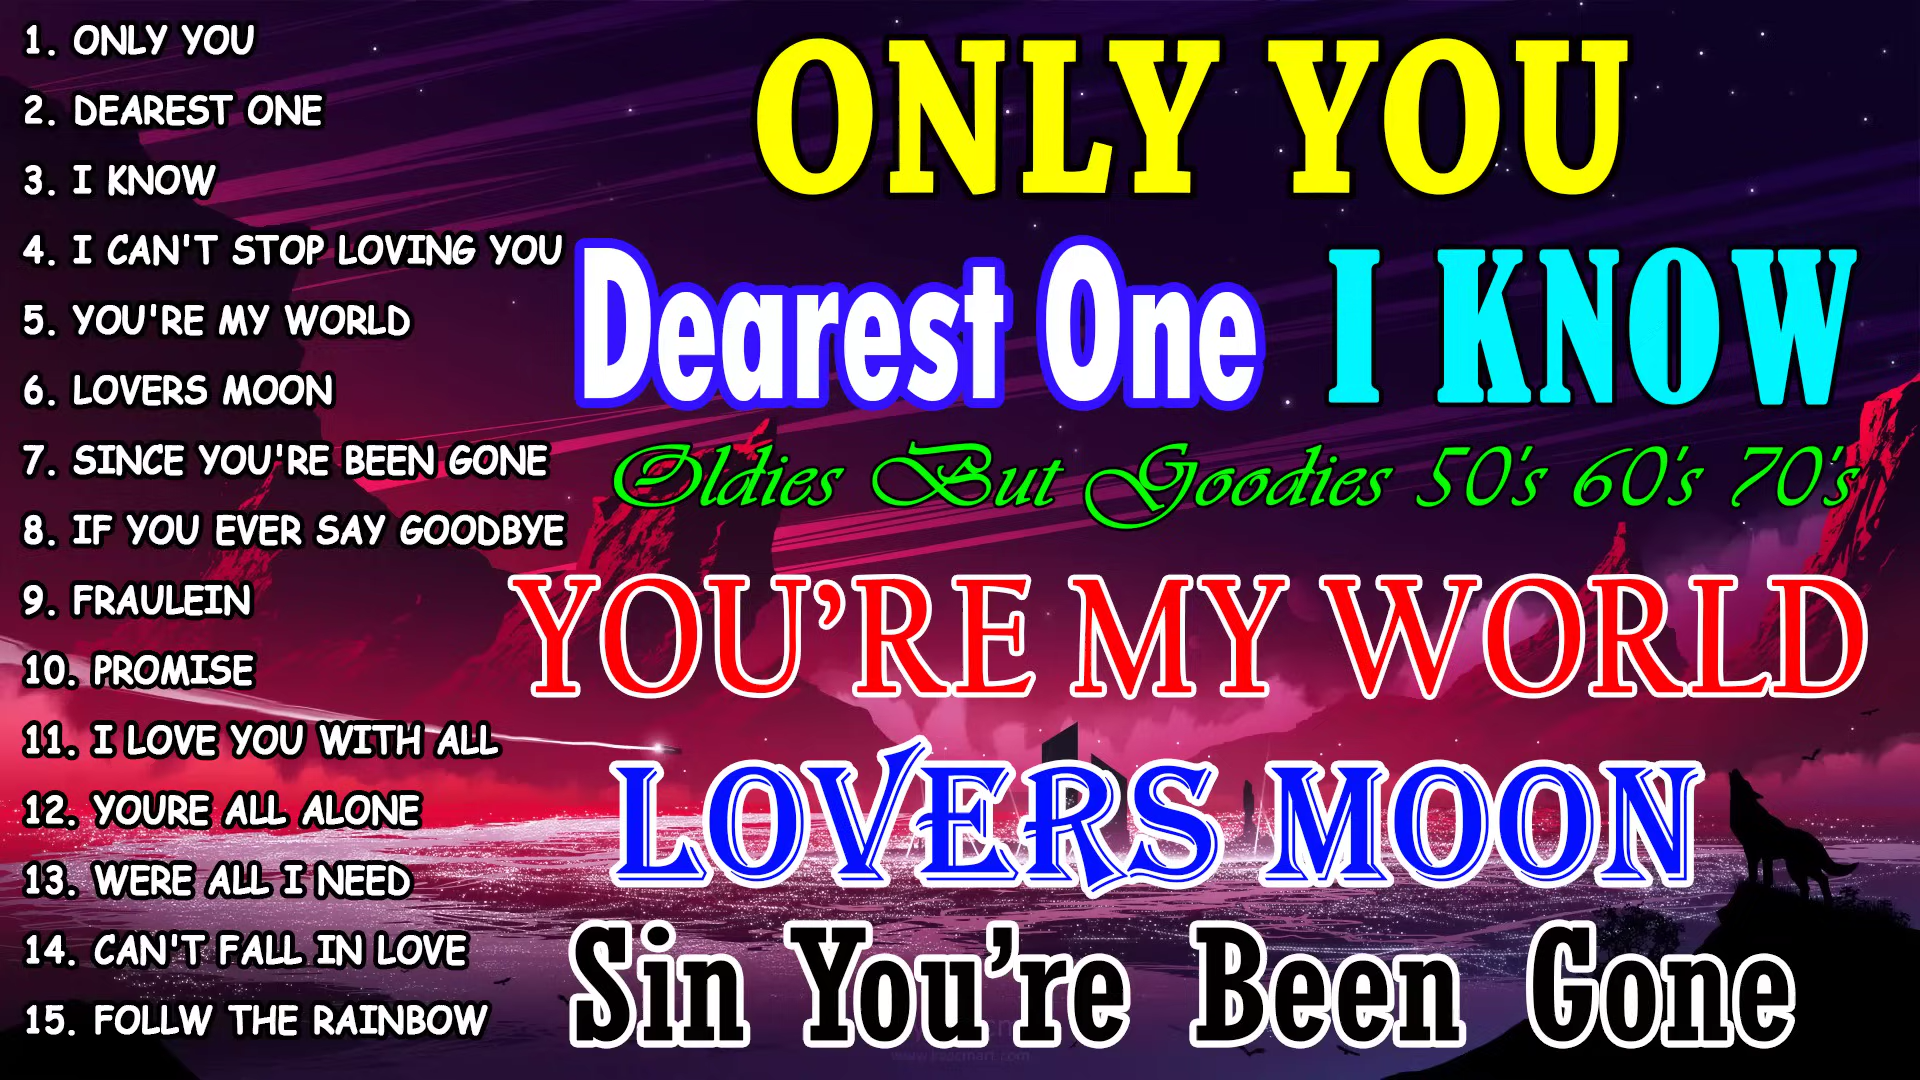 1. ONLY YOU
2. DEAREST ONE
3. I KNOW
4. I CAN'T STOP LOVING YOU
5. YOU'RE MY WORLD
6. LOVERS MOON
7. SINCE YOU'RE BEEN GONE
8. IF YOU EVER SAY GOODBYE
9. FRAULEIN
10. PROMISE
11. I LOVE YOU WITH ALL
12. YOURE ALL ALONE
13. WERE ALL I NEED
14. CAN'T FALL IN LOVE
15. FOLLW THE RAINBOW
ONLY YOU
Dearest One I KNOW
Oldies But Goodies 50's 60's 70's
YOU'RE MY WORLD
LOVERS MOON
Sin You're Been Gone